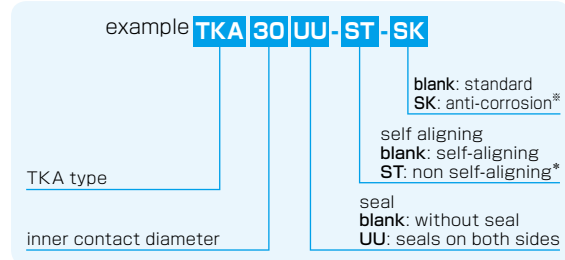 example TKA 30 UU - ST - SK
blank: standard
SK: anti-corrosion※
self aligning
blank: self-aligning
ST: non self-aligning*
TKA type
seal
blank: without seal
UU: seals on both sides
inner contact diameter